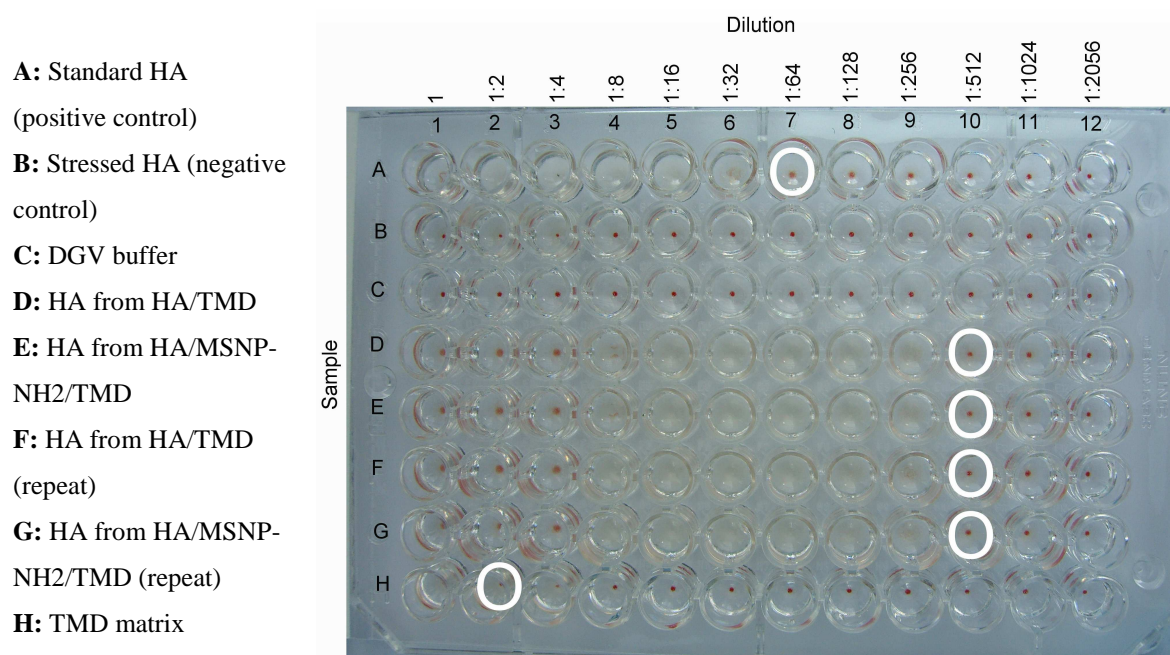 A: Standard HA
(positive control)
B: Stressed HA (negative
control)
C: DGV buffer
D: HA from HA/TMD
E: HA from HA/MSNP-
NH2/TMD
F: HA from HA/TMD
(repeat)
G: HA from HA/MSNP-
NH2/TMD (repeat)
H: TMD matrix
Dilution
1 1:2 1:4 1:8 1:16 1:32 1:64 1:128 1:256 1:512 1:1024 1:2056
1 2 3 4 5 6 7 8 9 10 11 12
Sample
A
B
C
D
E
F
G
H